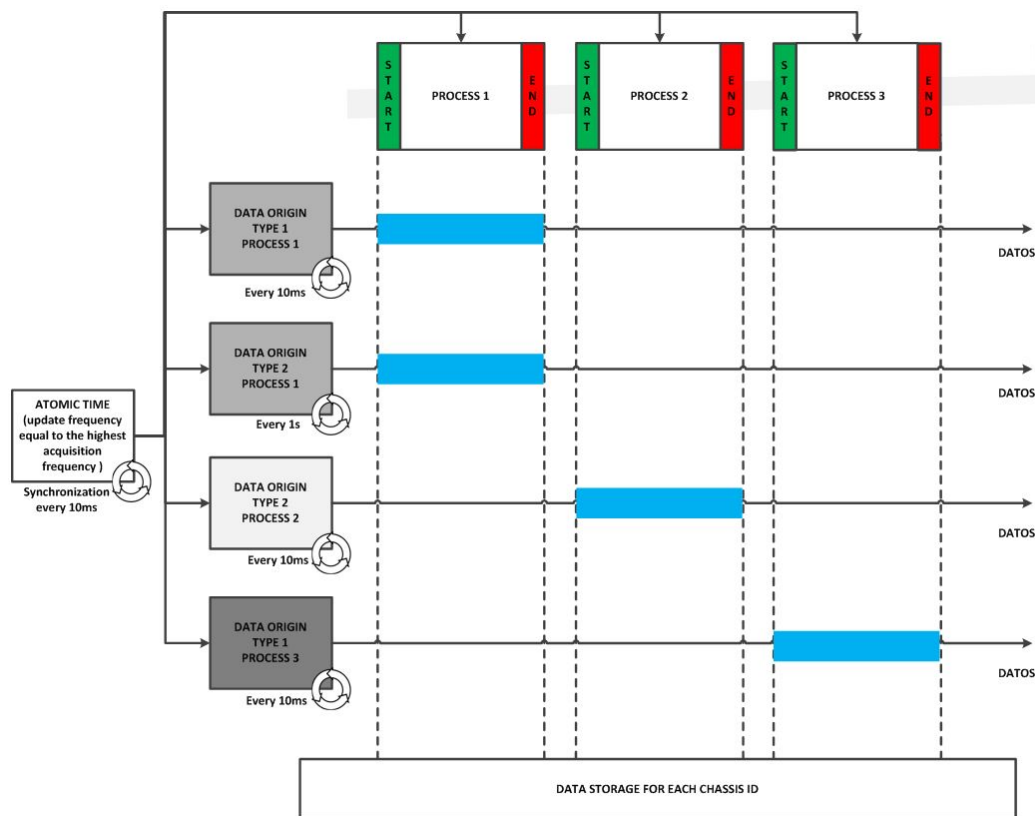 START
PROCESS 1
END
START
PROCESS 2
END
START
PROCESS 3
END
DATA ORIGIN
TYPE 1
PROCESS 1
Every 10ms
DATOS
DATA ORIGIN
TYPE 2
PROCESS 1
Every 1s
DATOS
ATOMIC TIME
(update frequency
equal to the highest
acquisition
frequency )
Synchronization
every 10ms
DATA ORIGIN
TYPE 2
PROCESS 2
Every 10ms
DATOS
DATA ORIGIN
TYPE 1
PROCESS 3
Every 10ms
DATOS
DATA STORAGE FOR EACH CHASSIS ID